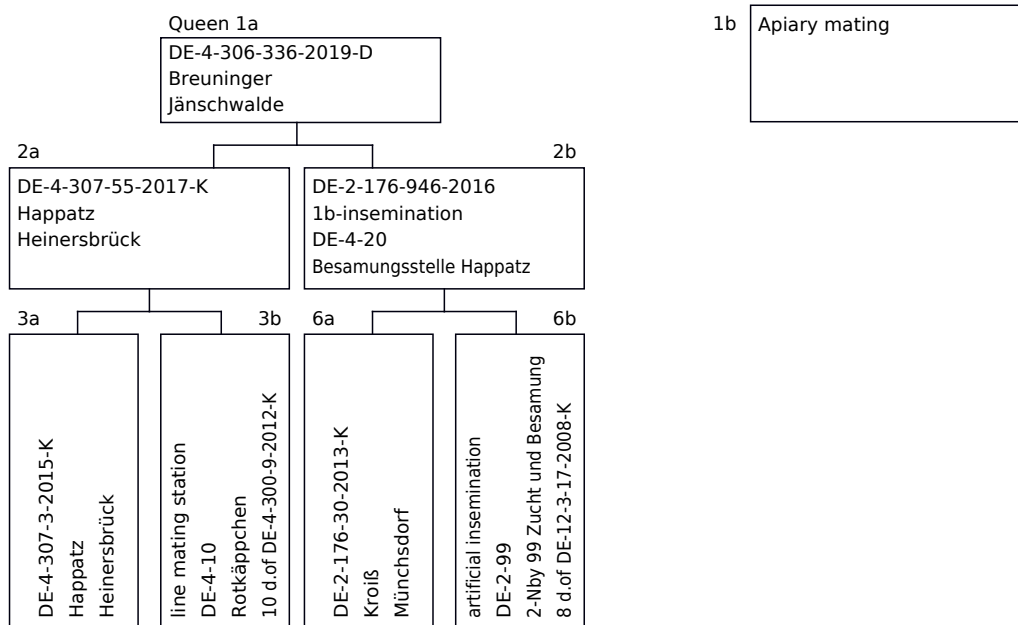 Queen 1a
DE-4-306-336-2019-D
Breuninger
Jänschwalde
1b
Apiary mating
2a
DE-4-307-55-2017-K
Happatz
Heinersbrück
2b
DE-2-176-946-2016
1b-insemination
DE-4-20
Besamungsstelle Happatz
3a
DE-4-307-3-2015-K
Happatz
Heinersbrück
3b
line mating station
DE-4-10
Rotkäppchen
10 d.of DE-4-300-9-2012-K
6a
DE-2-176-30-2013-K
Kroiß
Münchsdorf
6b
artificial insemination
DE-2-99
2-Nby 99 Zucht und Besamung
8 d.of DE-12-3-17-2008-K